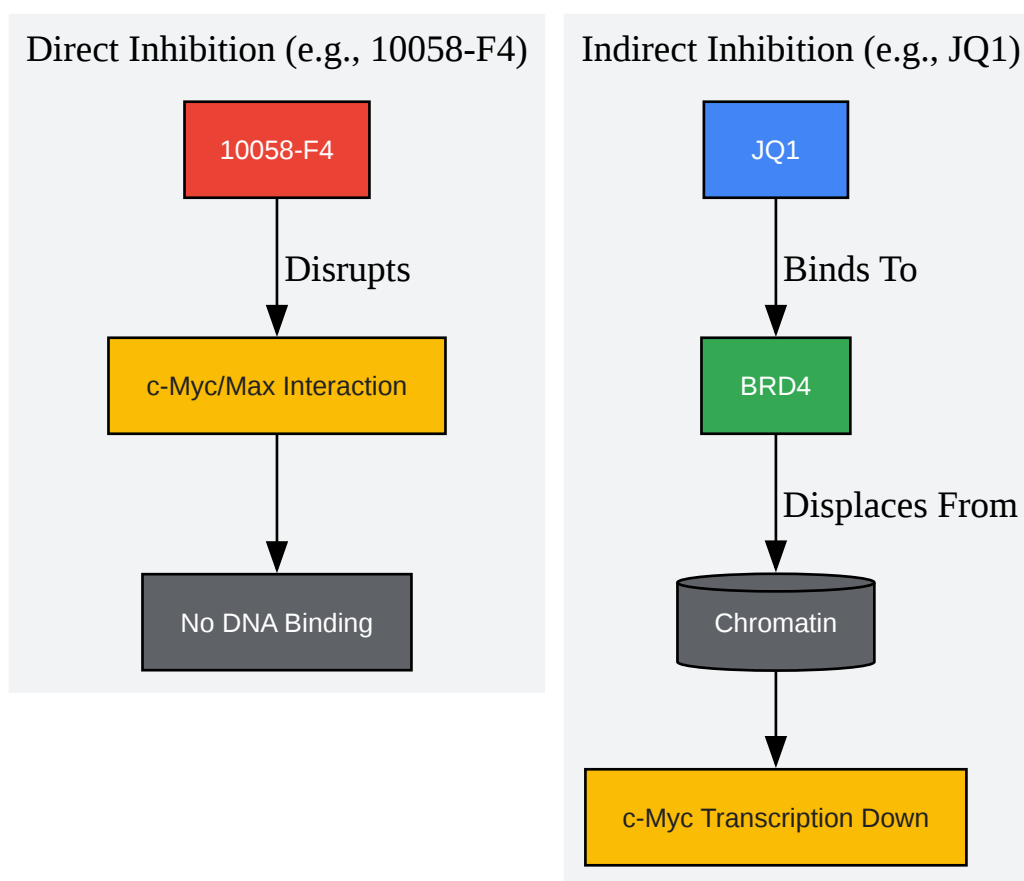 Direct Inhibition (e.g., 10058-F4)
10058-F4
Disrupts
c-Myc/Max Interaction
No DNA Binding
Indirect Inhibition (e.g., JQ1)
JQ1
Binds To
BRD4
Displaces From
Chromatin
c-Myc Transcription Down